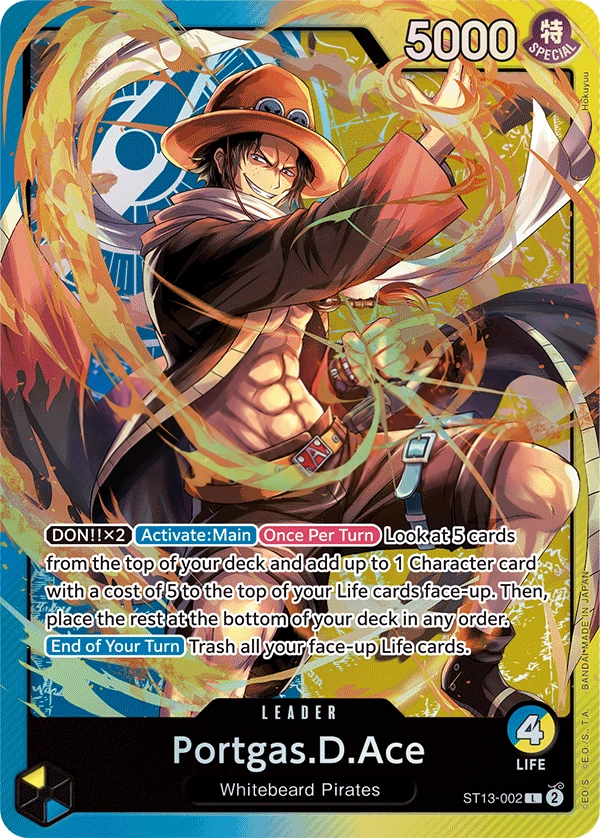 5000 特
SPECIAL
Hokuyuu
DON!!×2 Activate:Main Once Per Turn Look at 5 cards
from the top of your deck and add up to 1 Character card
with a cost of 5 to the top of your Life cards face-up. Then,
place the rest at the bottom of your deck in any order.
End of Your Turn Trash all your face-up Life cards.
LEADER
Portgas.D.Ace
Whitebeard Pirates
4
LIFE
ST13-002 L 2
©E.O./S., T.A. BANDAI·MADE IN JAPAN
©E.O/S